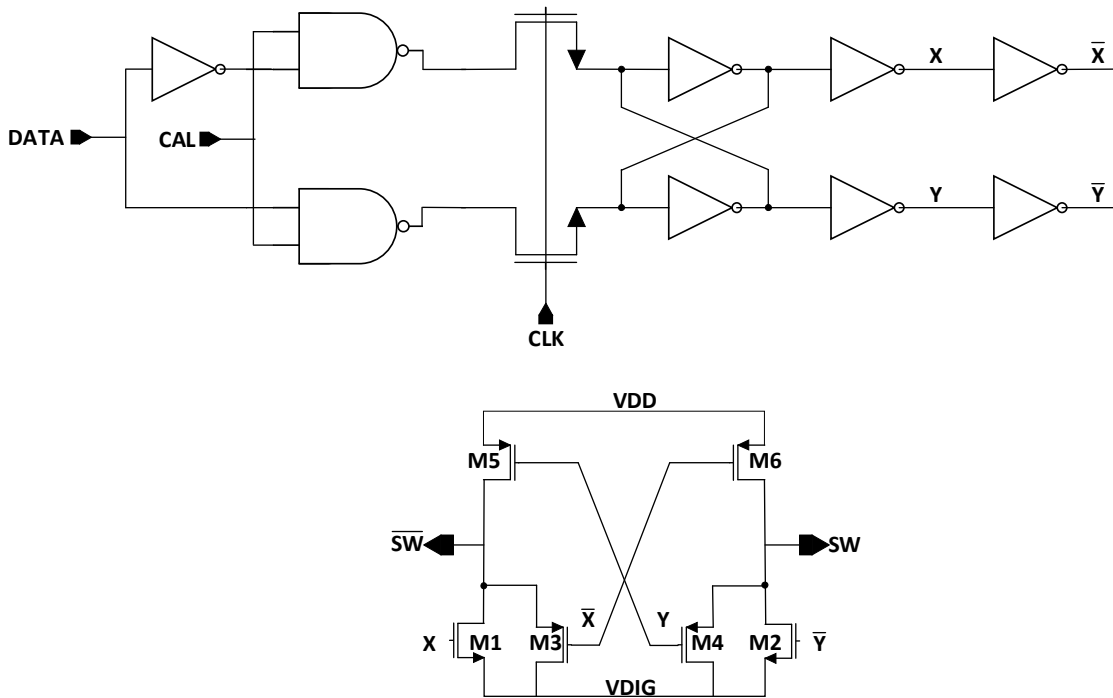 X
X̅
DATA
CAL
Y
Y̅
CLK
VDD
M5
M6
S̅W̅
SW
X
M1
M3
X̅
Y
M4
M2
Y̅
VDIG